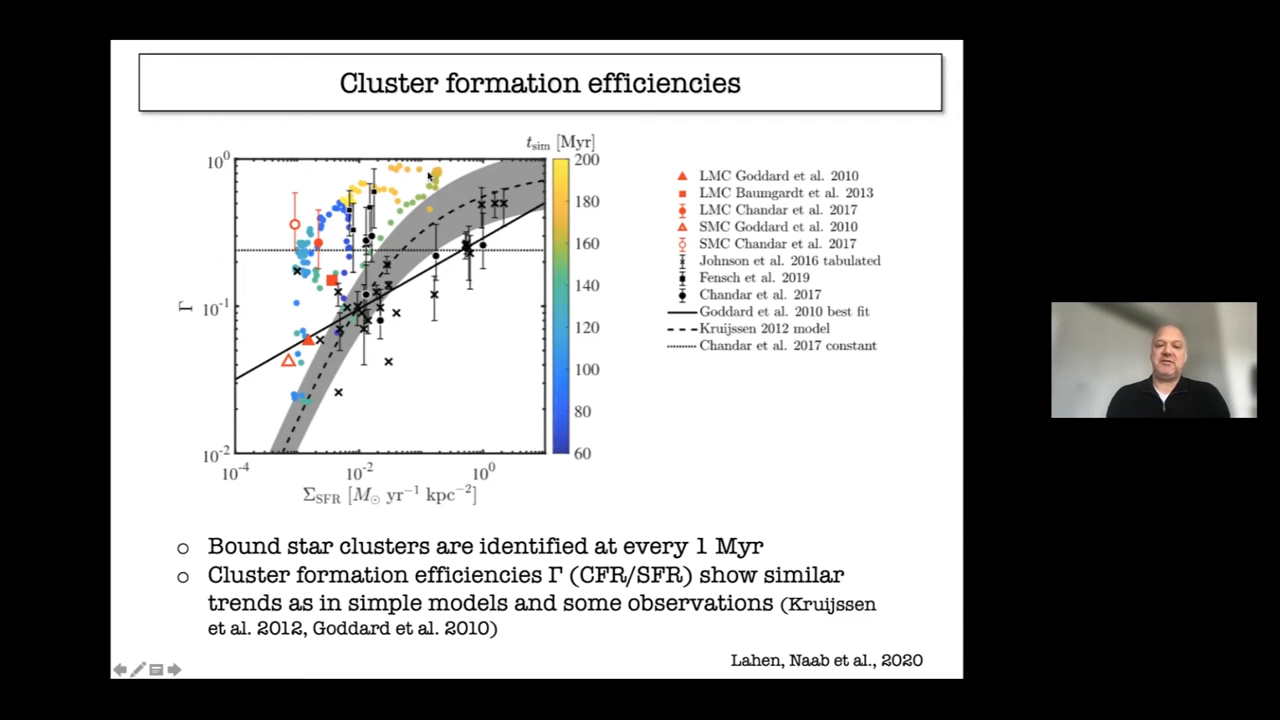 Cluster formation efficiencies
t_sim [Myr]
10^0
10^-1
10^-2
Γ
10^-4
10^-2
10^0
Σ_SFR [M_⊙ yr^-1 kpc^-2]
200
180
160
140
120
100
80
60
LMC Goddard et al. 2010
LMC Baumgardt et al. 2013
LMC Chandar et al. 2017
SMC Goddard et al. 2010
SMC Chandar et al. 2017
Johnson et al. 2016 tabulated
Fensch et al. 2019
Chandar et al. 2017
Goddard et al. 2010 best fit
Kruijssen 2012 model
Chandar et al. 2017 constant
Bound star clusters are identified at every 1 Myr
Cluster formation efficiencies Γ (CFR/SFR) show similar
trends as in simple models and some observations (Kruijssen
et al. 2012, Goddard et al. 2010)
Lahen, Naab et al., 2020